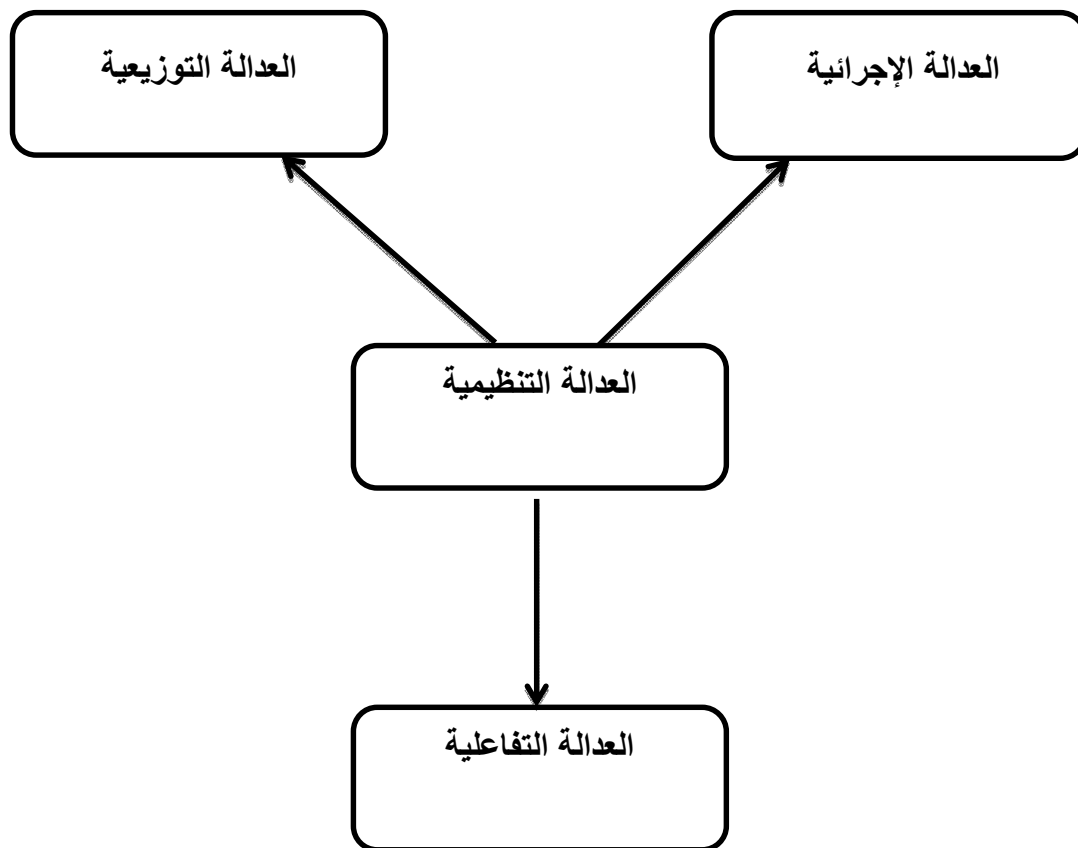 العدالة الإجرائية
العدالة التوزيعية
العدالة التنظيمية
العدالة التفاعلية